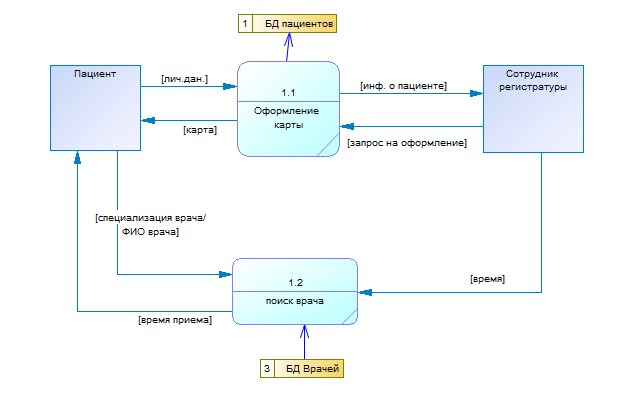 1 БД пациентов
Пациент
[лич.дан.]
1.1
Оформление
карты
[инф. о пациенте]
Сотрудник
регистратуры
[карта]
[запрос на оформление]
[специализация врача/
ФИО врача]
1.2
поиск врача
[время]
[время приема]
3 БД Врачей